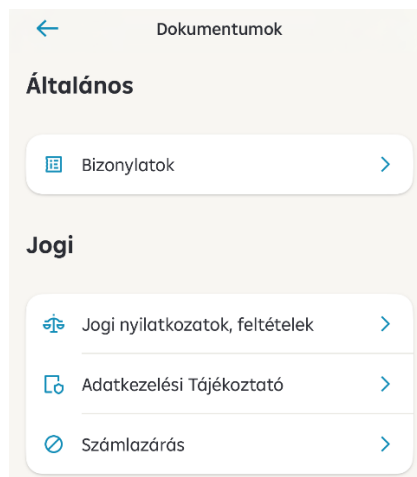 Dokumentumok
Általános
Bizonylatok
Jogi
Jogi nyilatkozatok, feltételek
Adatkezelési Tájékoztató
Számlazárás